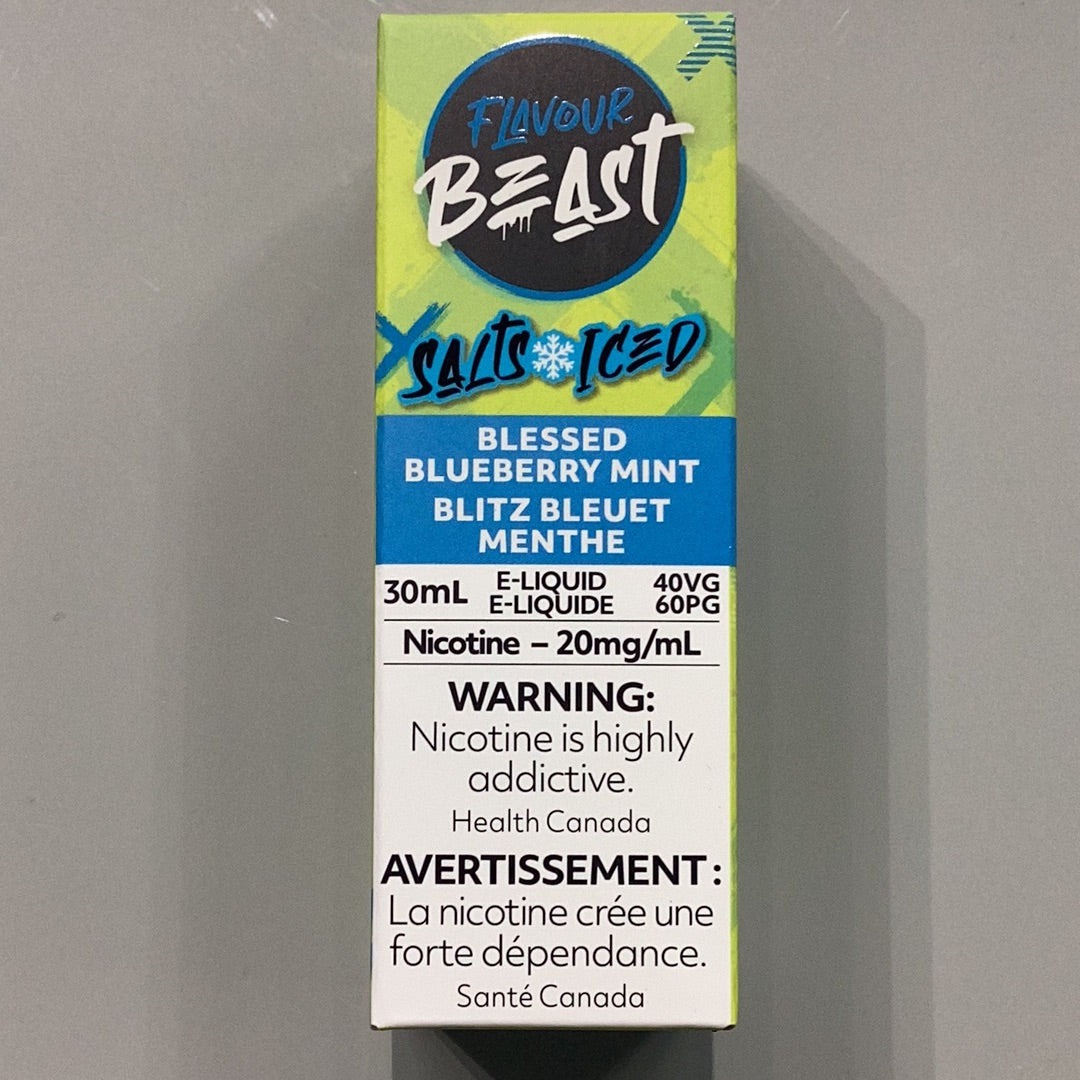 FLAVOUR
BEAST
SALTS ICED
BLESSED
BLUEBERRY MINT
BLITZ BLEUET
MENTHE
30mL E-LIQUID 40VG
E-LIQUIDE 60PG
Nicotine – 20mg/mL
WARNING:
Nicotine is highly
addictive.
Health Canada
AVERTISSEMENT :
La nicotine crée une
forte dépendance.
Santé Canada